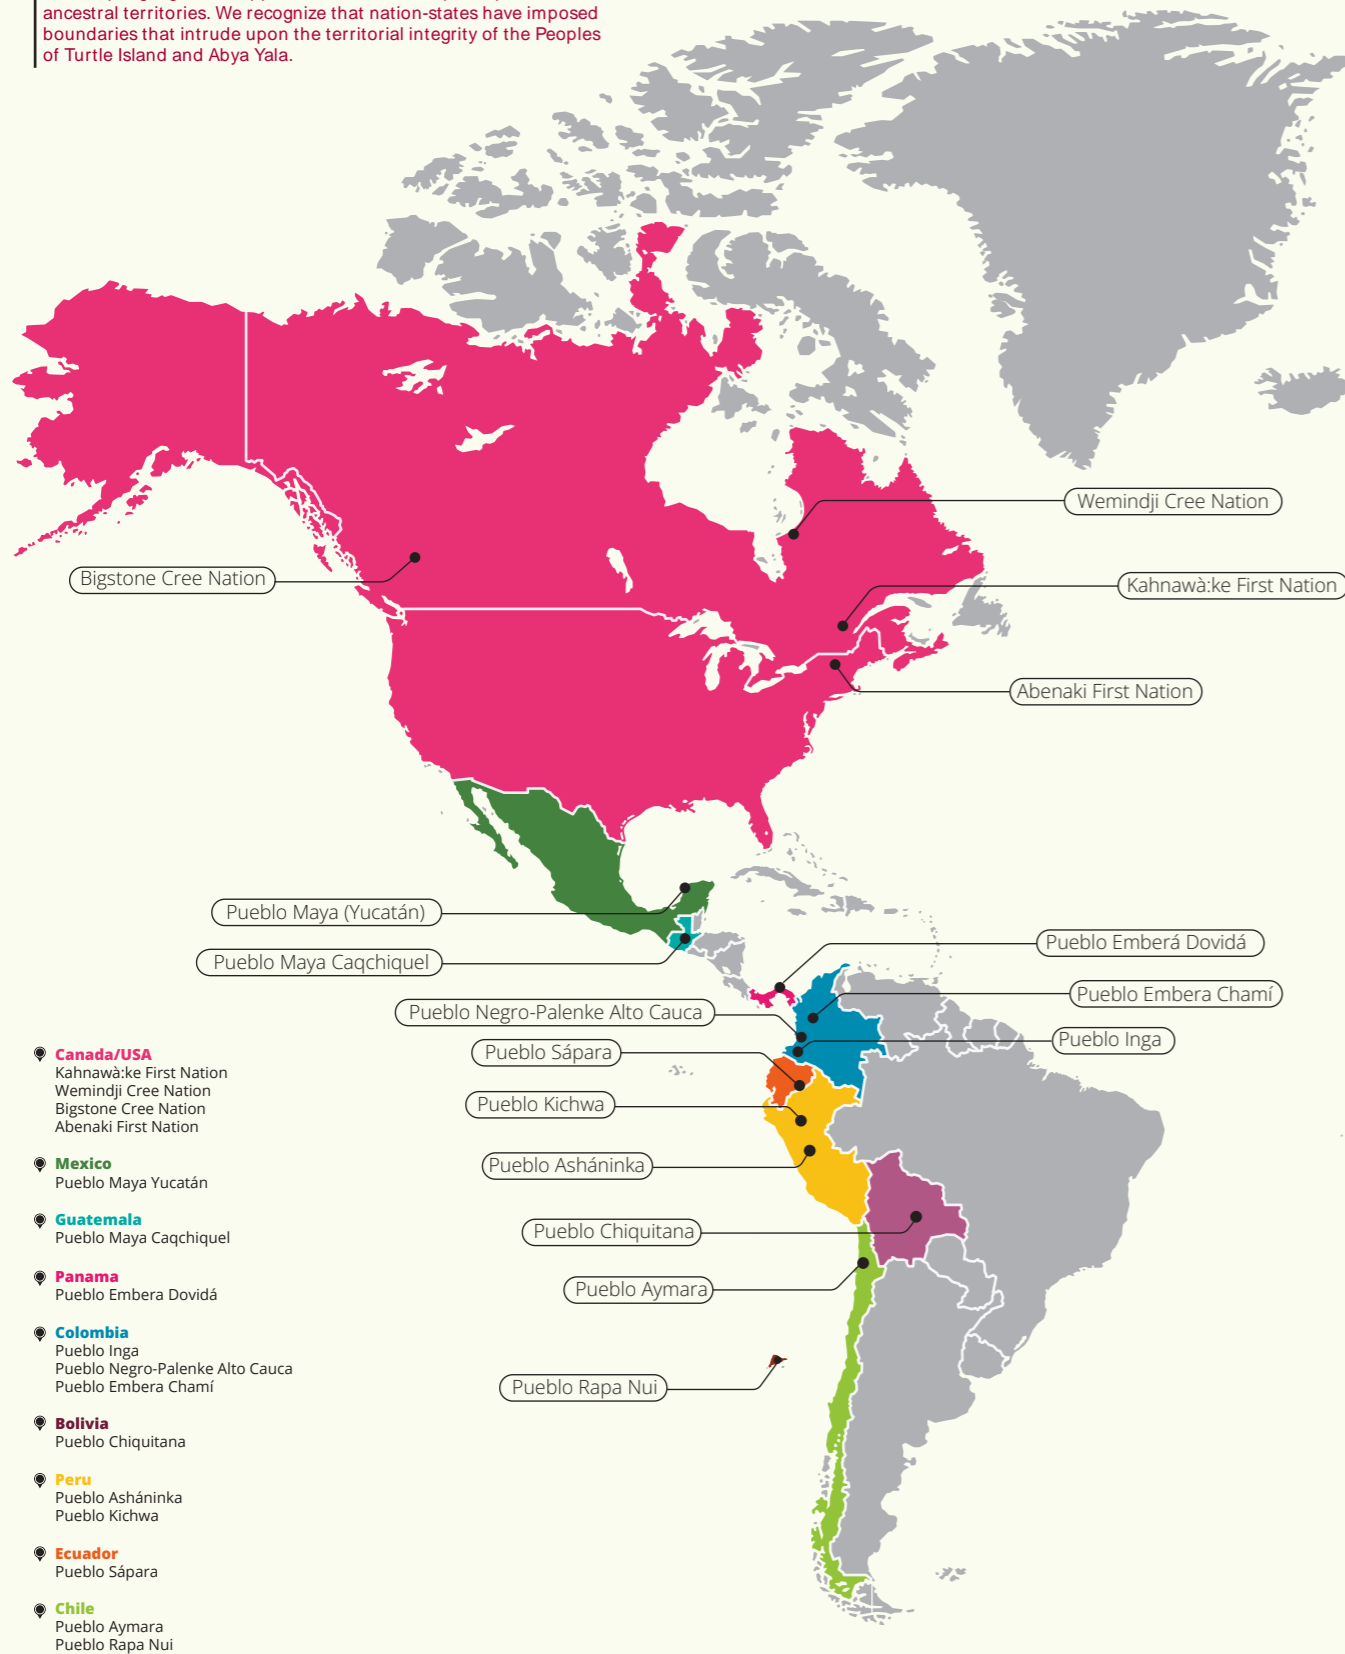 ancestral territories. We recognize that nation-states have imposed
boundaries that intrude upon the territorial integrity of the Peoples
of Turtle Island and Abya Yala.
Wemindji Cree Nation
Bigstone Cree Nation
Kahnawà:ke First Nation
Abenaki First Nation
Pueblo Maya (Yucatán)
Pueblo Emberá Dovidá
Pueblo Maya Caqchiquel
Pueblo Embera Chamí
Pueblo Negro-Palenke Alto Cauca
Pueblo Inga
Pueblo Sápara
Pueblo Kichwa
Pueblo Asháninka
Pueblo Chiquitana
Pueblo Aymara
Pueblo Rapa Nui
Canada/USA
Kahnawà:ke First Nation
Wemindji Cree Nation
Bigstone Cree Nation
Abenaki First Nation
Mexico
Pueblo Maya Yucatán
Guatemala
Pueblo Maya Caqchiquel
Panama
Pueblo Embera Dovidá
Colombia
Pueblo Inga
Pueblo Negro-Palenke Alto Cauca
Pueblo Embera Chamí
Bolivia
Pueblo Chiquitana
Peru
Pueblo Asháninka
Pueblo Kichwa
Ecuador
Pueblo Sápara
Chile
Pueblo Aymara
Pueblo Rapa Nui